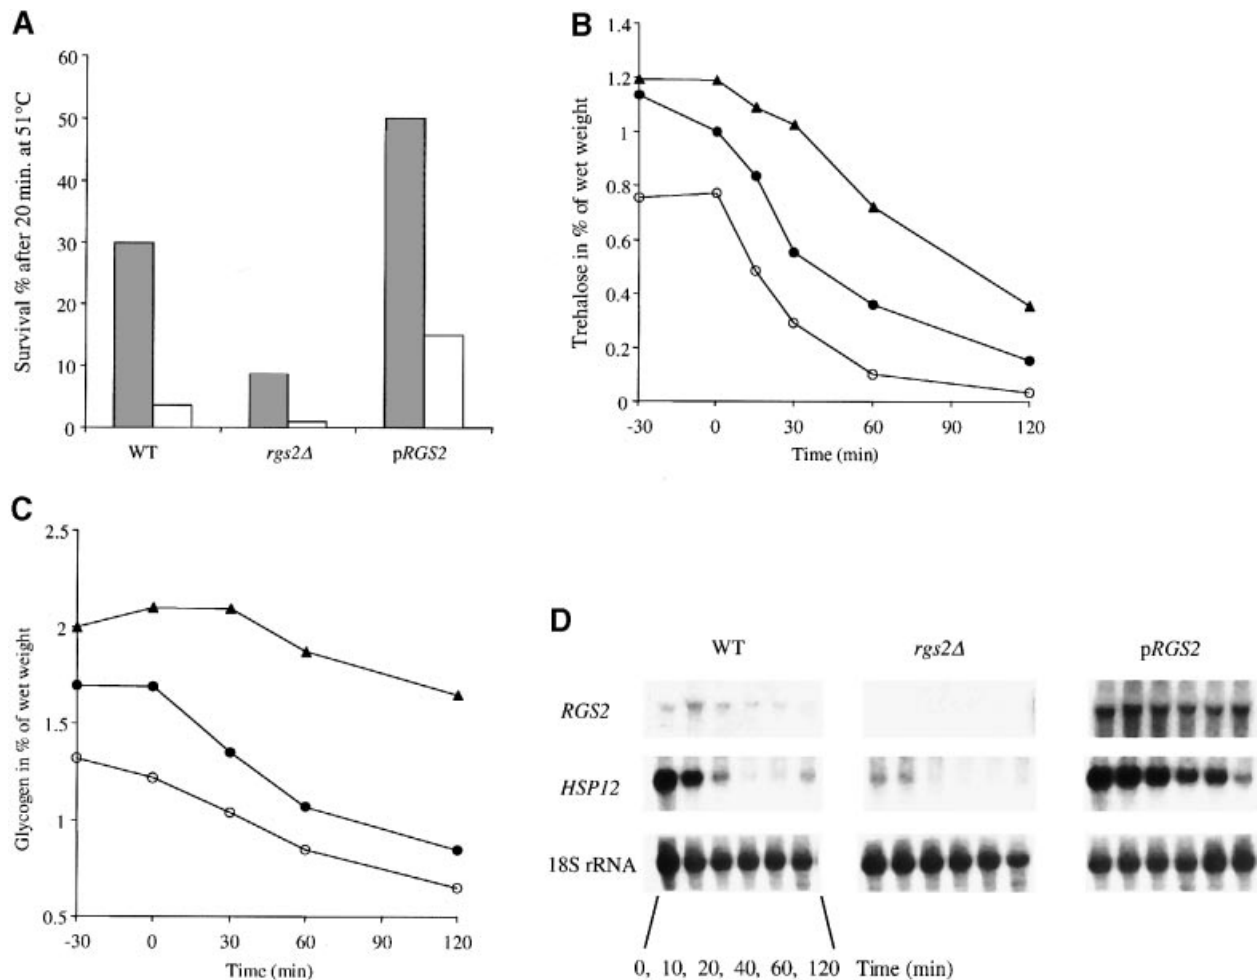 A
Survival % after 20 min. at 51°C
60
50
40
30
20
10
0
WT
rgs2Δ
pRGS2
B
Trehalose in % of wet weight
1.4
1.2
1
0.8
0.6
0.4
0.2
0
-30
0
30
60
90
120
Time (min)
C
Glycogen in % of wet weight
2.5
2
1.5
1
0.5
-30
0
30
60
90
120
Time (min)
D
WT
rgs2Δ
pRGS2
RGS2
HSP12
18S rRNA
0, 10, 20, 40, 60, 120 Time (min)